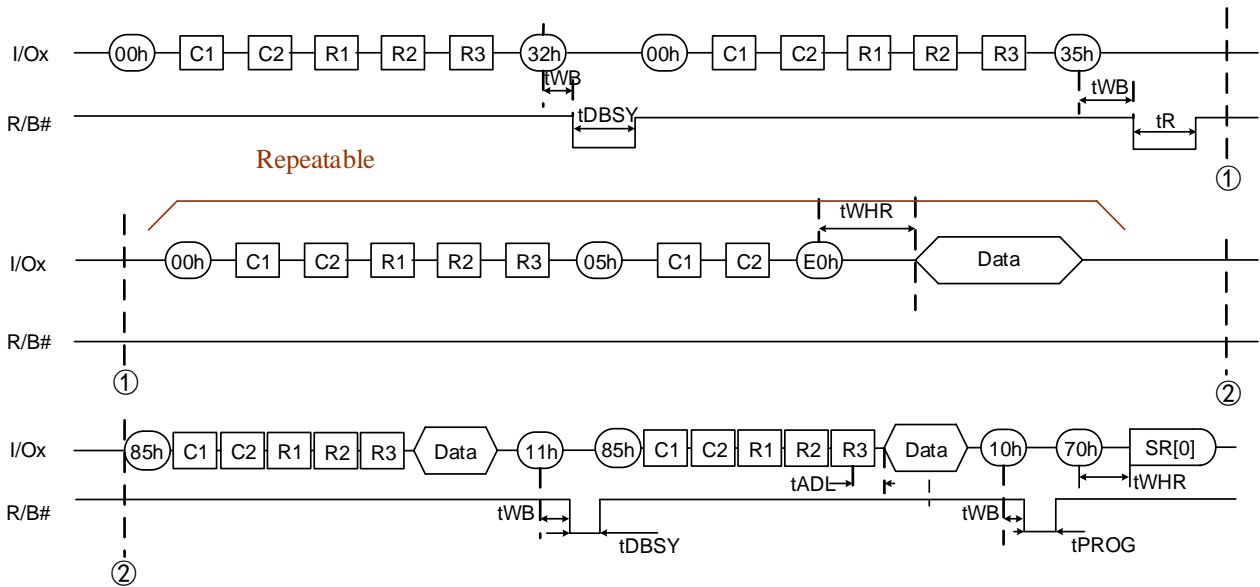 I/Ox 00h C1 C2 R1 R2 R3 32h 00h C1 C2 R1 R2 R3 35h
tWB tWB
R/B# tDBSY tR
Repeatable ①
tWHR
I/Ox 00h C1 C2 R1 R2 R3 05h C1 C2 E0h Data
R/B#
① ②
I/Ox 85h C1 C2 R1 R2 R3 Data 11h 85h C1 C2 R1 R2 R3 Data 10h 70h SR[0]
tADL tWHR
R/B# tWB tWB
tDBSY tPROG
②